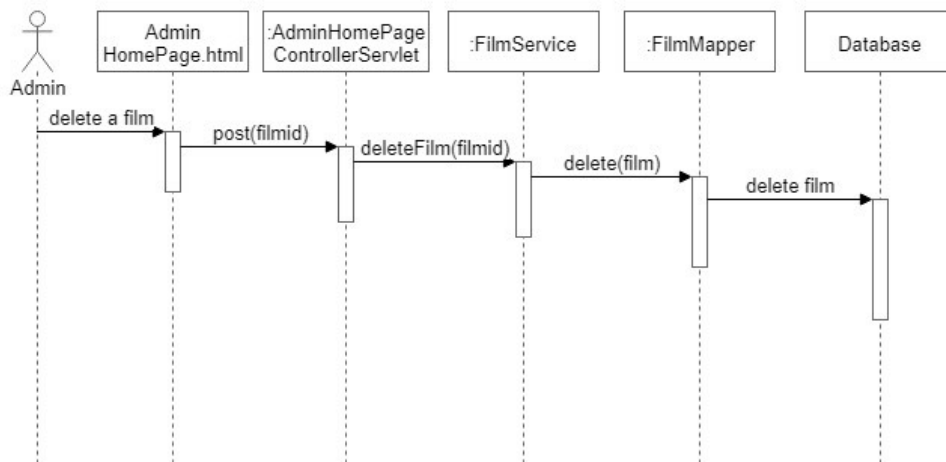 Admin
HomePage.html
:AdminHomePage
ControllerServlet
:FilmService
:FilmMapper
Database
Admin
delete a film
post(filmid)
deleteFilm(filmid)
delete(film)
delete film